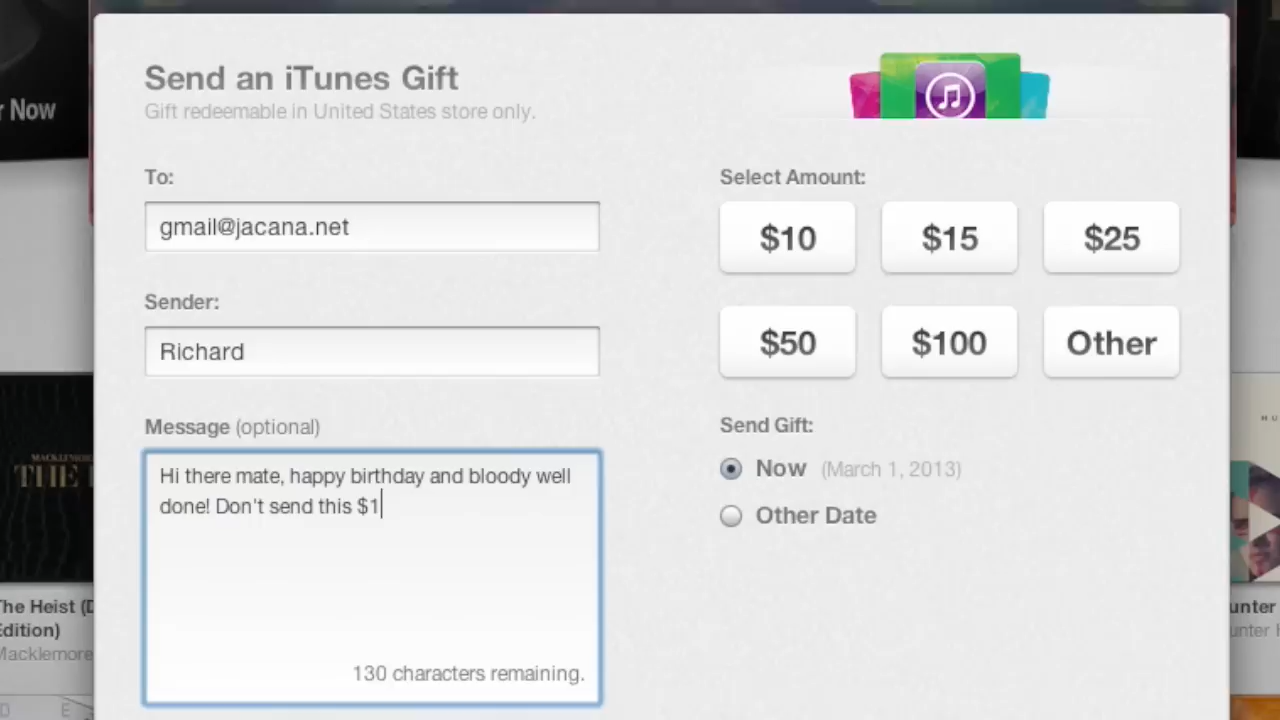 r Now
Send an iTunes Gift
Gift redeemable in United States store only.
To:
gmail@jacana.net
Sender:
Richard
Message (optional)
Hi there mate, happy birthday and bloody well
done! Don't send this $1
130 characters remaining.
Select Amount:
$10 $15 $25
$50 $100 Other
Send Gift:
Now (March 1, 2013)
Other Date
MACKLEMORE
THE
The Heist (D
Edition)
Macklemore
D E
unter
unter H